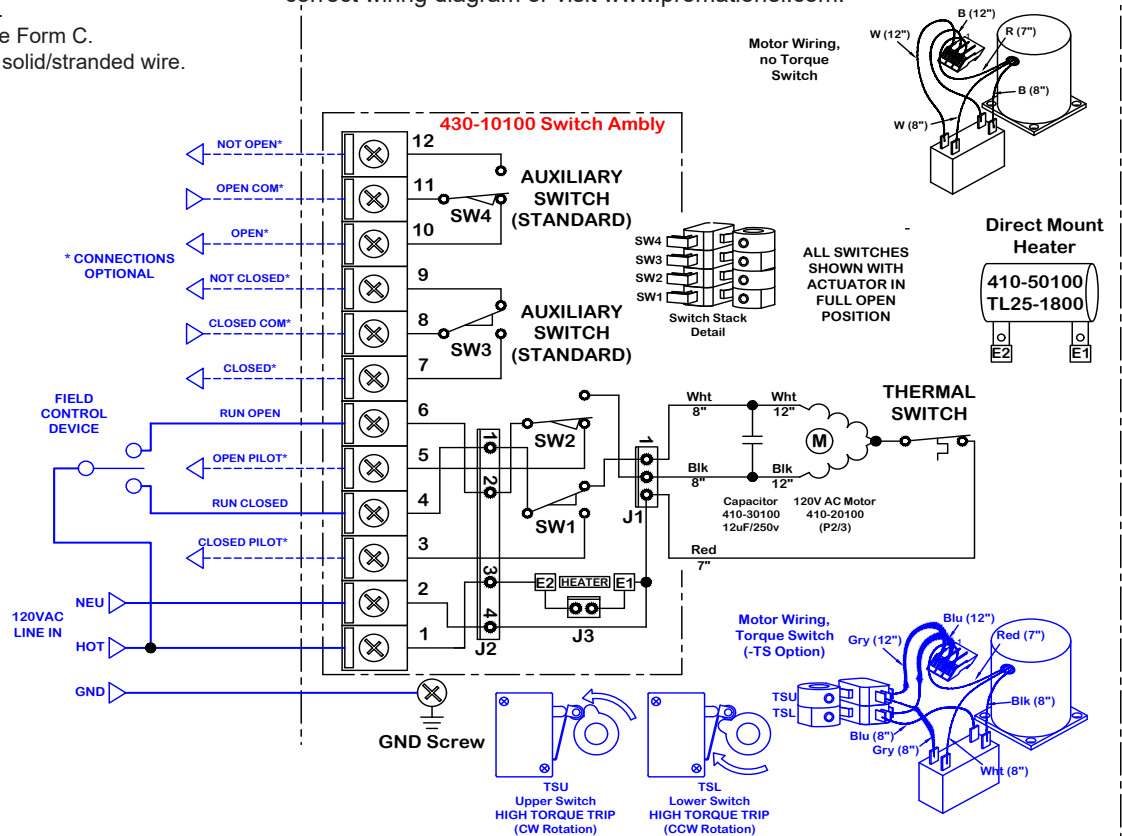 correct wiring diagram or visit www.promationei.com.
e Form C.
solid/stranded wire.
Motor Wiring,
no Torque
Switch
W (12")
B (12")
R (7")
B (8")
W (8")
430-10100 Switch Ambly
NOT OPEN*
12
OPEN COM*
11
OPEN*
10
* CONNECTIONS
OPTIONAL
NOT CLOSED*
9
CLOSED COM*
8
CLOSED*
7
AUXILIARY
SWITCH
(STANDARD)
SW4
AUXILIARY
SWITCH
(STANDARD)
SW3
SW4
SW3
SW2
SW1
Switch Stack
Detail
ALL SWITCHES
SHOWN WITH
ACTUATOR IN
FULL OPEN
POSITION
-
Direct Mount
Heater
410-50100
TL25-1800
E2
E1
FIELD
CONTROL
DEVICE
RUN OPEN
6
OPEN PILOT*
5
RUN CLOSED
4
CLOSED PILOT*
3
NEU
2
120VAC
LINE IN
HOT
1
GND
GND Screw
SW2
SW1
1
2
3
4
J2
E2
HEATER
E1
J3
1
J1
Wht
8"
Wht
12"
Blk
8"
Blk
12"
M
THERMAL
SWITCH
Capacitor
410-30100
12uF/250v
120V AC Motor
410-20100
(P2/3)
Red
7"
TSU
Upper Switch
HIGH TORQUE TRIP
(CW Rotation)
TSL
Lower Switch
HIGH TORQUE TRIP
(CCW Rotation)
Motor Wiring,
Torque Switch
(-TS Option)
Gry (12")
Blu (12")
Red (7")
TSU
TSL
Blk (8")
Blu (8")
Gry (8")
Wht (8")